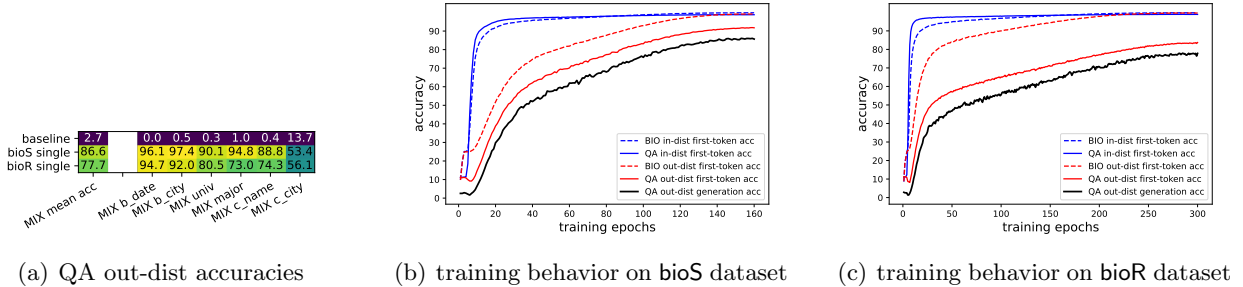 baseline 2.7 0.0 0.5 0.3 1.0 0.4 13.7
bioS single 86.6 96.1 97.4 90.1 94.8 88.8 53.4
bioR single 77.7 94.7 92.0 80.5 73.0 74.3 56.1
MIX mean acc MIX b_date MIX b_city MIX univ MIX major MIX c_name MIX c_city
(a) QA out-dist accuracies
accuracy
90
80
70
60
50
40
30
20
10
0
BIO in-dist first-token acc
QA in-dist first-token acc
BIO out-dist first-token acc
QA out-dist first-token acc
QA out-dist generation acc
0 20 40 60 80 100 120 140 160
training epochs
(b) training behavior on bioS dataset
accuracy
90
80
70
60
50
40
30
20
10
0
BIO in-dist first-token acc
QA in-dist first-token acc
BIO out-dist first-token acc
QA out-dist first-token acc
QA out-dist generation acc
0 50 100 150 200 250 300
training epochs
(c) training behavior on bioR dataset